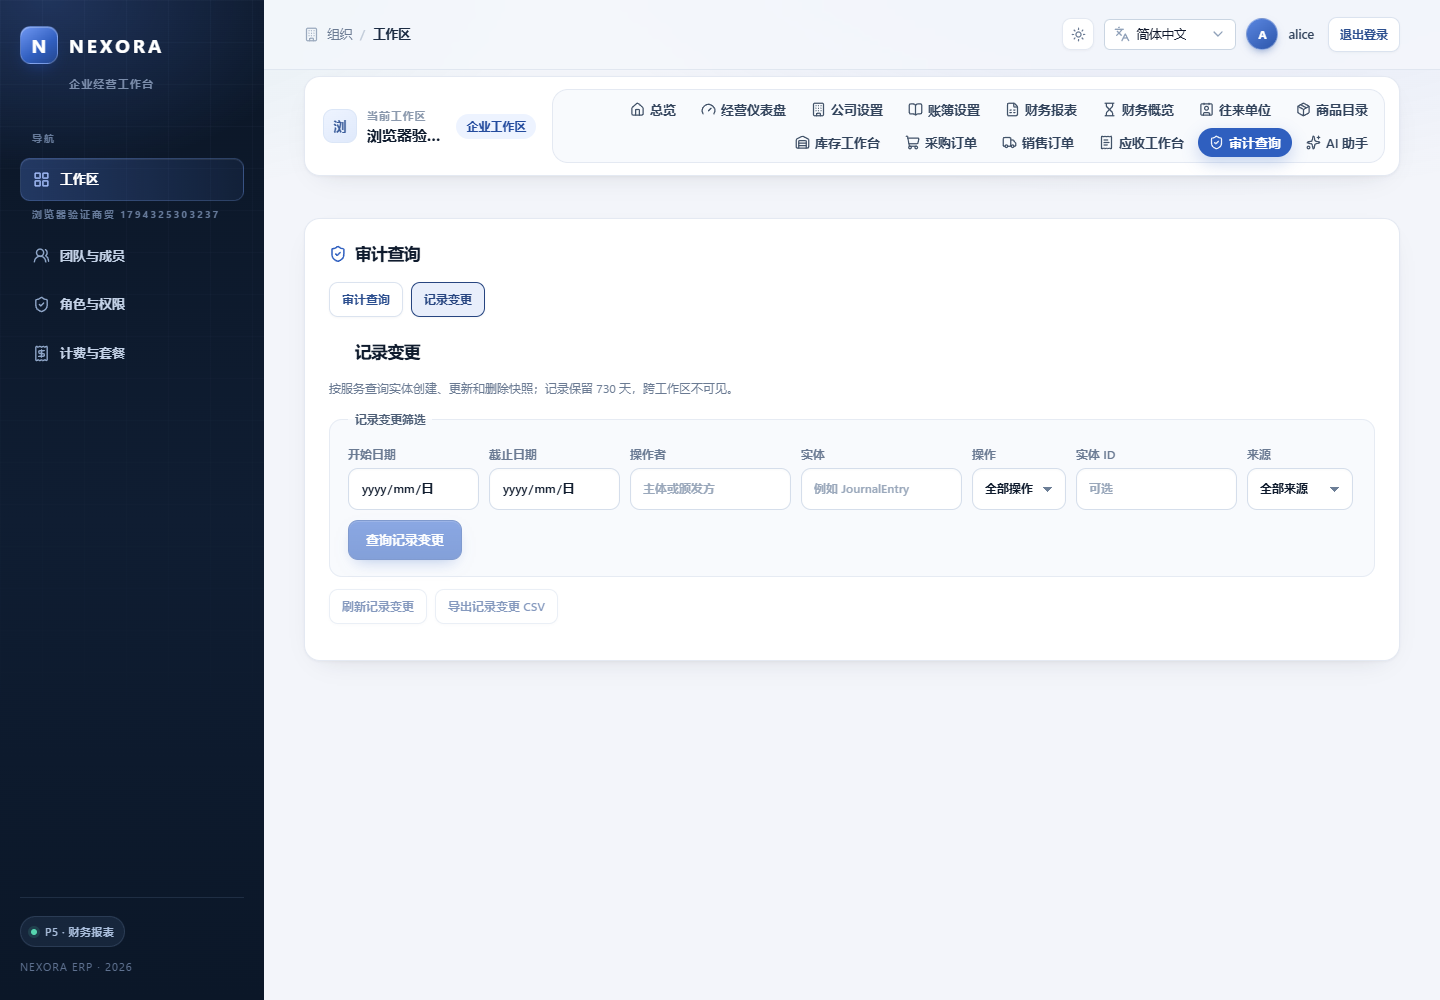 N NEXORA
企业经营工作台
导航
工作区
浏览器验证商贸 1794325303237
团队与成员
角色与权限
计费与套餐
P5 · 财务报表
NEXORA ERP · 2026
组织 / 工作区
简体中文
A alice
退出登录
浏
当前工作区
浏览器验...
企业工作区
总览 经营仪表盘 公司设置 账簿设置 财务报表 财务概览 往来单位 商品目录
库存工作台 采购订单 销售订单 应收工作台 审计查询 AI 助手
审计查询
审计查询 记录变更
记录变更
按服务查询实体创建、更新和删除快照；记录保留 730 天，跨工作区不可见。
记录变更筛选
开始日期 截止日期 操作者 实体 操作 实体 ID 来源
yyyy/mm/日 yyyy/mm/日 主体或颁发方 例如 JournalEntry 全部操作 可选 全部来源
查询记录变更
刷新记录变更 导出记录变更 CSV